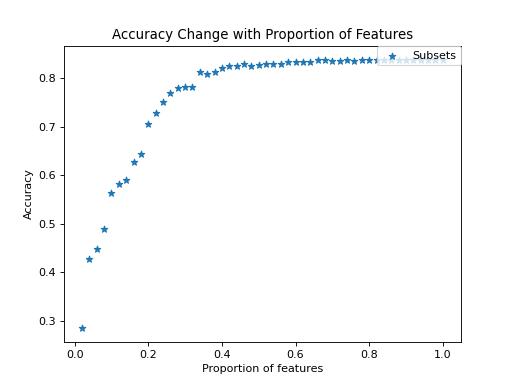 Accuracy Change with Proportion of Features
Subsets
0.8
0.7
0.6
0.5
0.4
0.3
Accuracy
0.0 0.2 0.4 0.6 0.8 1.0
Proportion of features